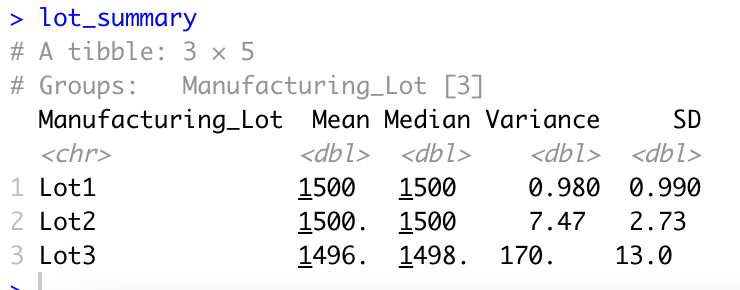 > lot_summary
# A tibble: 3 × 5
# Groups:   Manufacturing_Lot [3]
  Manufacturing_Lot  Mean Median Variance     SD
  <chr>             <dbl>  <dbl>    <dbl>  <dbl>
1 Lot1              1500   1500     0.980  0.990
2 Lot2              1500.  1500     7.47   2.73
3 Lot3              1496.  1498.  170.    13.0
>